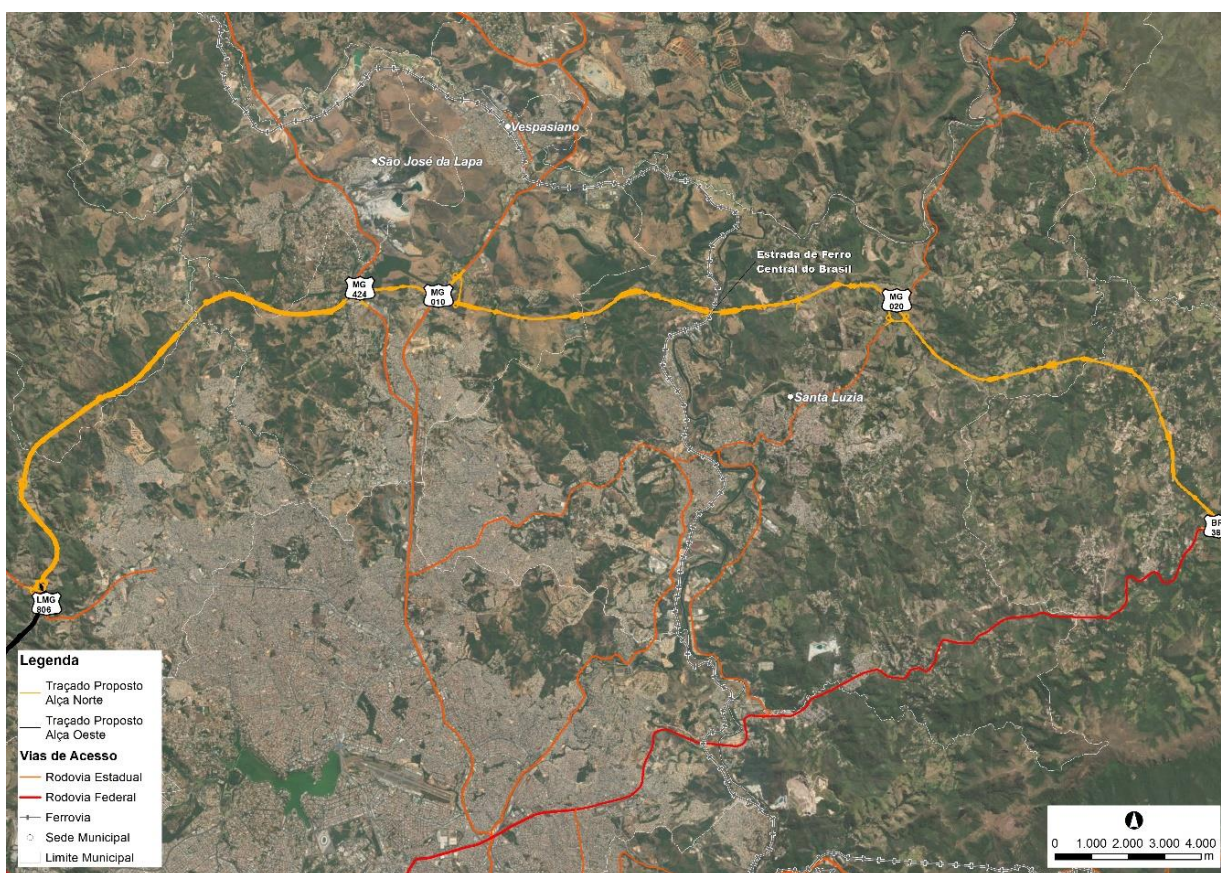 Vespasiano
São José da Lapa
Estrada de Ferro
Central do Brasil
MG
424
MG
010
MG
020
Santa Luzia
BR
38
LMG
806
Legenda
Traçado Proposto
Alça Norte
Traçado Proposto
Alça Oeste
Vias de Acesso
Rodovia Estadual
Rodovia Federal
Ferrovia
Sede Municipal
Limite Municipal
0 1.000 2.000 3.000 4.000
m